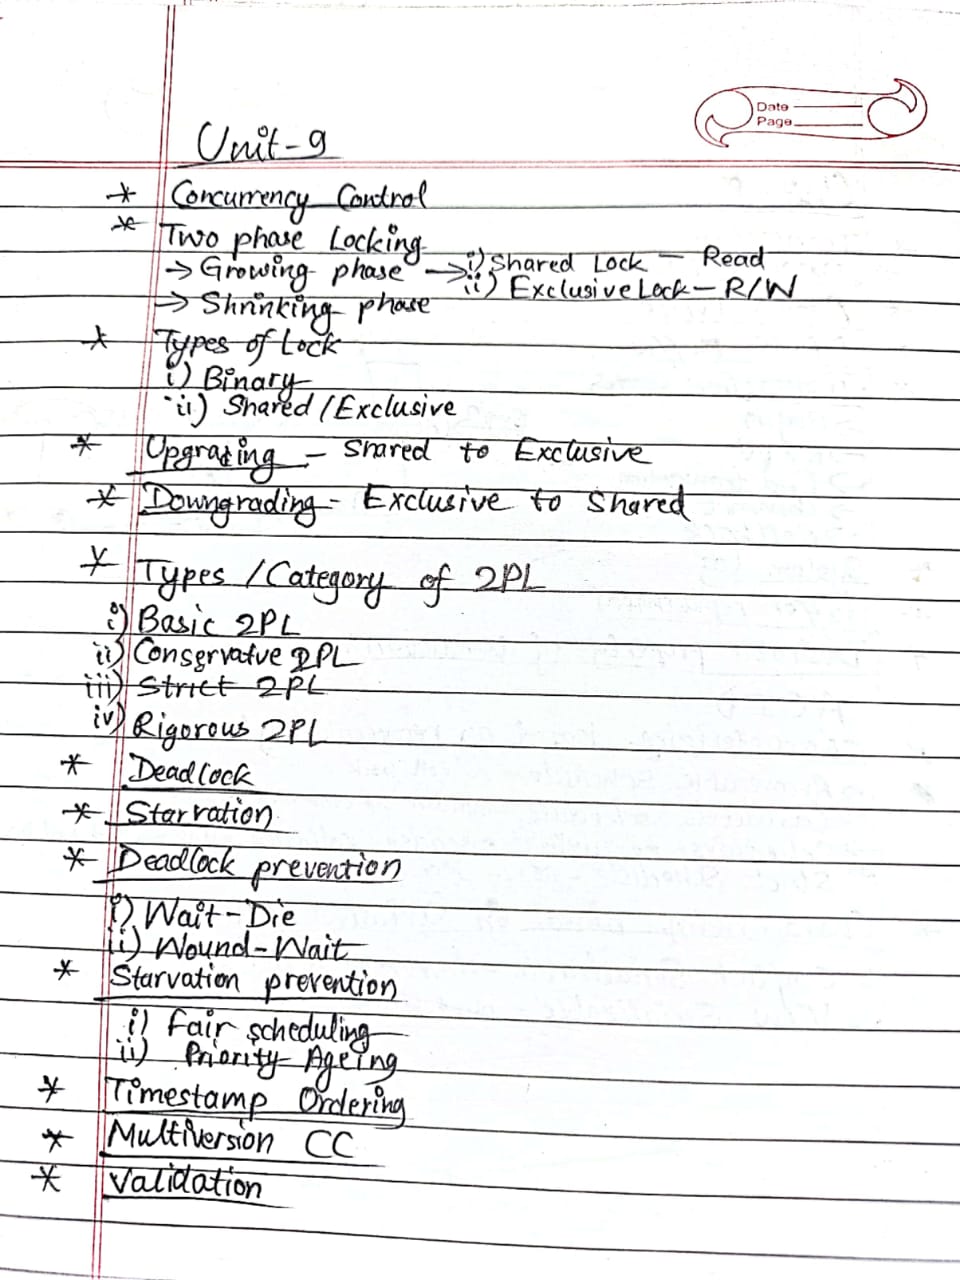 Date
Page
Unit-9
* Concurrency Control
* Two phase Locking
→ Growing phase → i) Shared Lock – Read
ii) Exclusive Lock – R/W
→ Shrinking phase
* Types of Lock
i) Binary
ii) Shared/Exclusive
* Upgrading – Shared to Exclusive
* Downgrading – Exclusive to Shared
* Types/Category of 2PL
i) Basic 2PL
ii) Conservatve 2PL
iii) Strict 2PL
iv) Rigorous 2PL
* Deadlock
* Starvation
* Deadlock prevention
i) Wait-Die
ii) Wound-Wait
* Starvation prevention
i) Fair scheduling
ii) Priority Ageing
* Timestamp Ordering
* Multiversion CC
* Validation